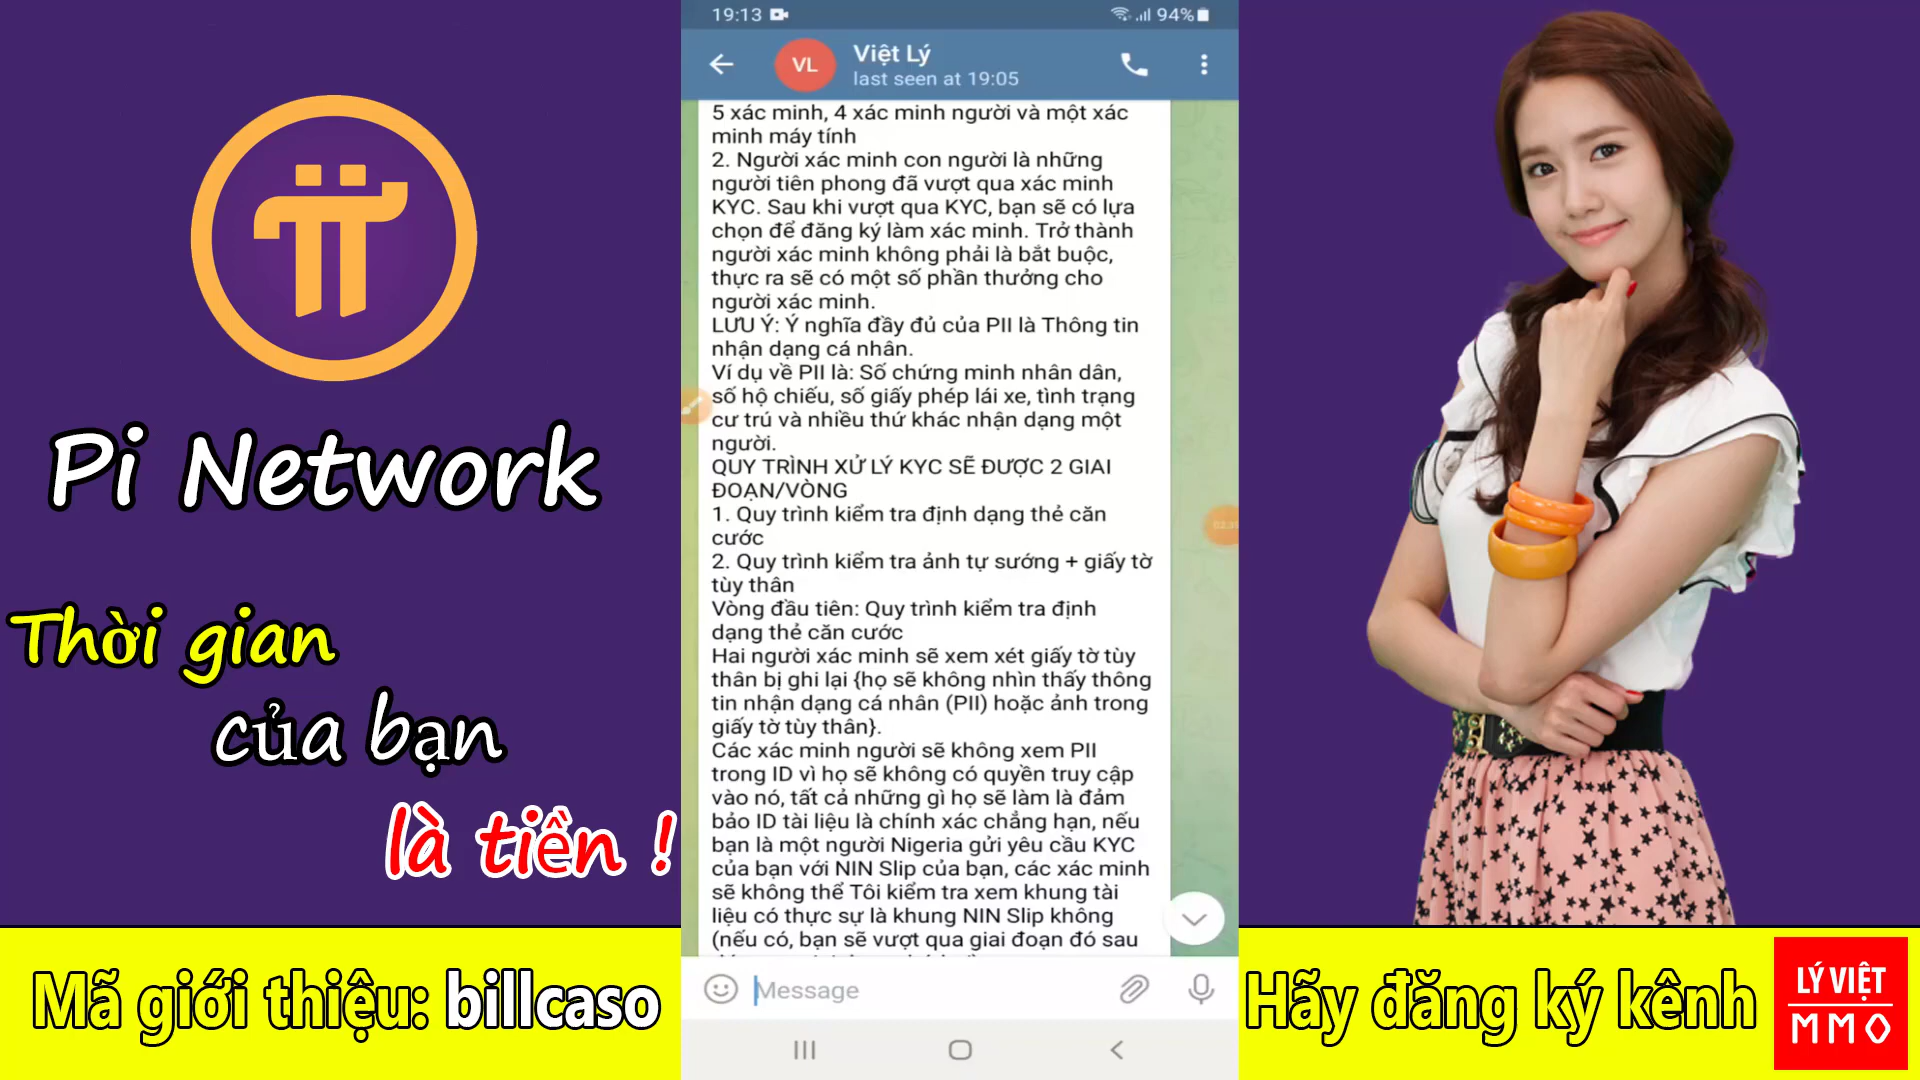 Pi Network
Thời gian
của bạn
là tiền !
Mã giới thiệu: billcaso
19:13
94%
VL
Việt Lý
last seen at 19:05
5 xác minh, 4 xác minh người và một xác
minh máy tính
2. Người xác minh con người là những
người tiên phong đã vượt qua xác minh
KYC. Sau khi vượt qua KYC, bạn sẽ có lựa
chọn để đăng ký làm xác minh. Trở thành
người xác minh không phải là bắt buộc,
thực ra sẽ có một số phần thưởng cho
người xác minh.
LƯU Ý: Ý nghĩa đầy đủ của PII là Thông tin
nhận dạng cá nhân.
Ví dụ về PII là: Số chứng minh nhân dân,
số hộ chiếu, số giấy phép lái xe, tình trạng
cư trú và nhiều thứ khác nhận dạng một
người.
QUY TRÌNH XỬ LÝ KYC SẼ ĐƯỢC 2 GIAI
ĐOẠN/VÒNG
1. Quy trình kiểm tra định dạng thẻ căn
cước
2. Quy trình kiểm tra ảnh tự sướng + giấy tờ
tùy thân
Vòng đầu tiên: Quy trình kiểm tra định
dạng thẻ căn cước
Hai người xác minh sẽ xem xét giấy tờ tùy
thân bị ghi lại {họ sẽ không nhìn thấy thông
tin nhận dạng cá nhân (PII) hoặc ảnh trong
giấy tờ tùy thân}.
Các xác minh người sẽ không xem PII
trong ID vì họ sẽ không có quyền truy cập
vào nó, tất cả những gì họ sẽ làm là đảm
bảo ID tài liệu là chính xác chẳng hạn, nếu
bạn là một người Nigeria gửi yêu cầu KYC
của bạn với NIN Slip của bạn, các xác minh
sẽ không thể Tôi kiểm tra xem khung tài
liệu có thực sự là khung NIN Slip không
(nếu có, bạn sẽ vượt qua giai đoạn đó sau
Message
Hãy đăng ký kênh
LÝ VIỆT
MMO